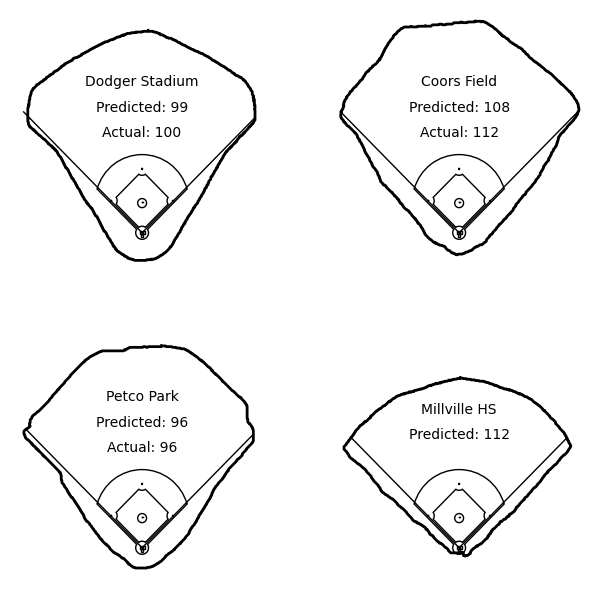 Dodger Stadium
Predicted: 99
Actual: 100
Coors Field
Predicted: 108
Actual: 112
Petco Park
Predicted: 96
Actual: 96
Millville HS
Predicted: 112